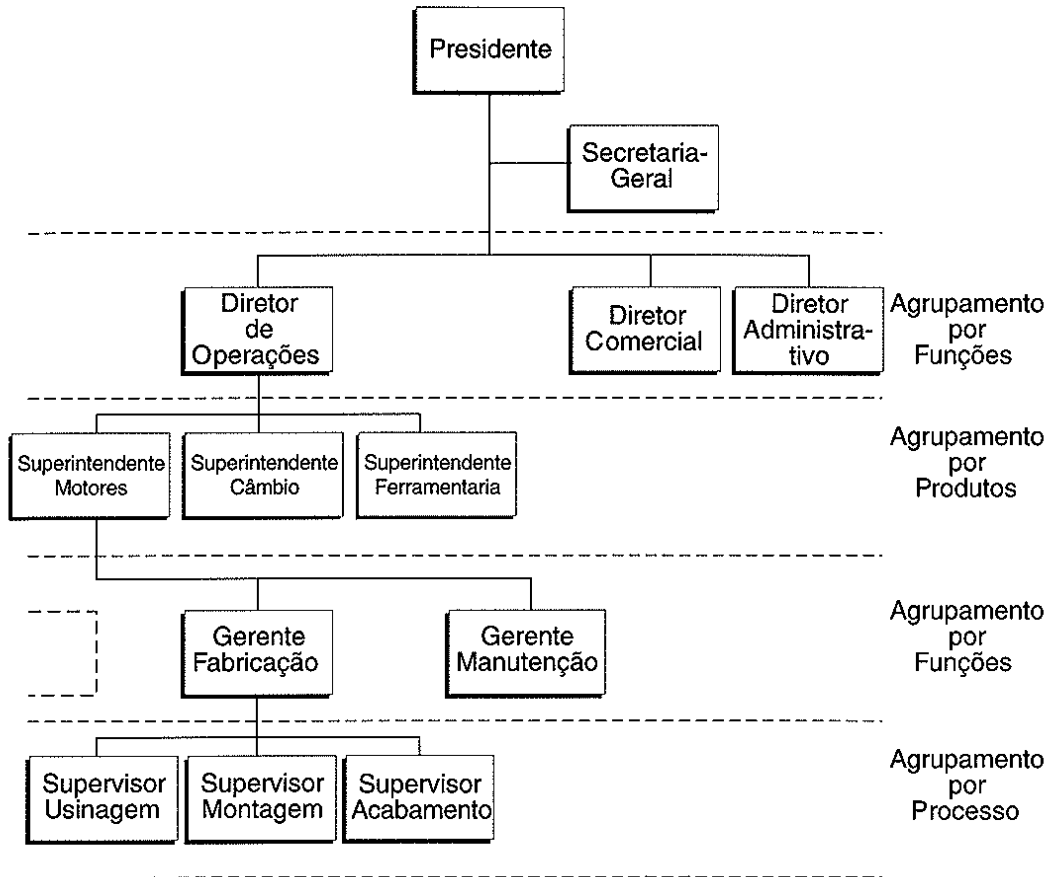 Presidente
Secretaria-
Geral
Diretor
de
Operações
Diretor
Comercial
Diretor
Administra-
tivo
Agrupamento
por
Funções
Superintendente
Motores
Superintendente
Câmbio
Superintendente
Ferramentaria
Agrupamento
por
Produtos
Gerente
Fabricação
Gerente
Manutenção
Agrupamento
por
Funções
Supervisor
Usinagem
Supervisor
Montagem
Supervisor
Acabamento
Agrupamento
por
Processo